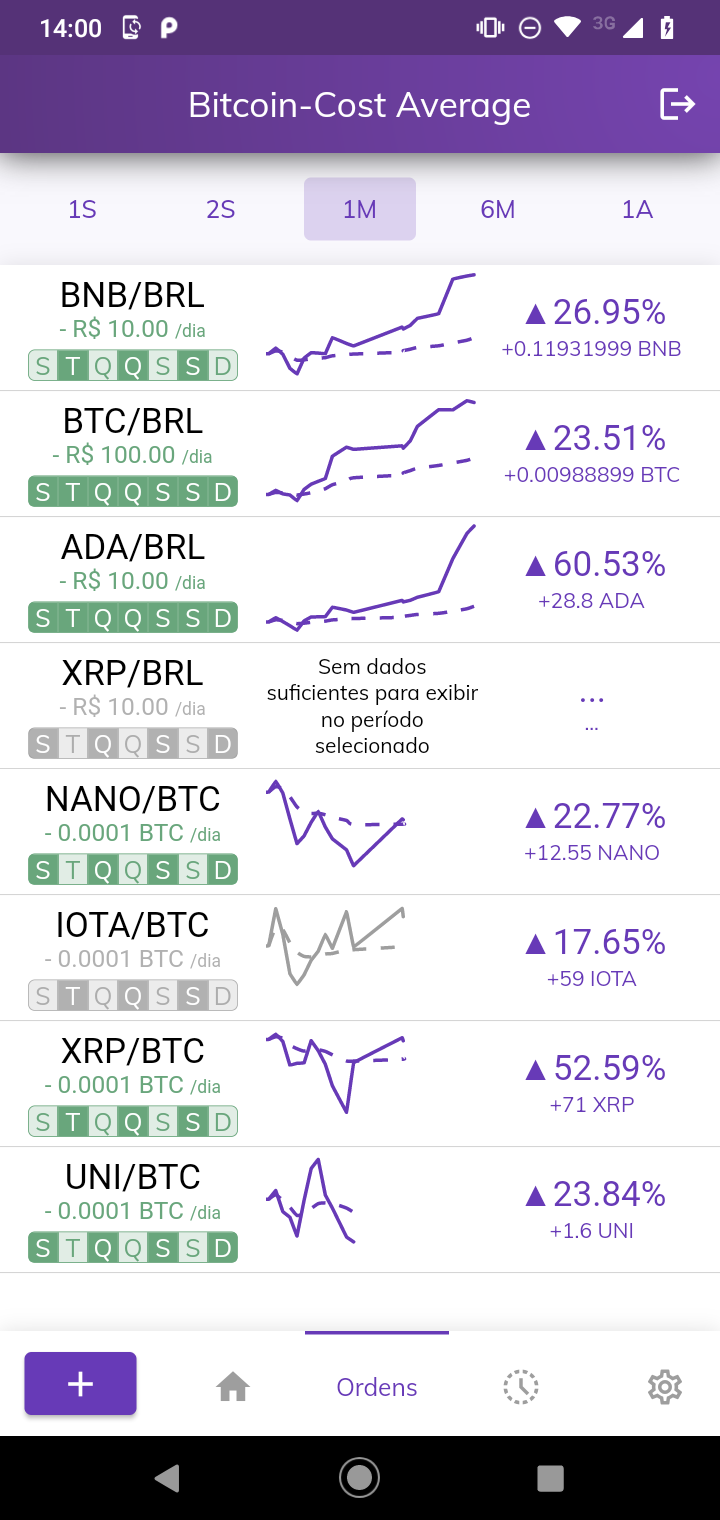 14:00
3G
Bitcoin-Cost Average
1S 2S 1M 6M 1A
BNB/BRL
- R$ 10.00 /dia
S T Q Q S S D
▲26.95%
+0.11931999 BNB
BTC/BRL
- R$ 100.00 /dia
S T Q Q S S D
▲23.51%
+0.00988899 BTC
ADA/BRL
- R$ 10.00 /dia
S T Q Q S S D
▲60.53%
+28.8 ADA
XRP/BRL
- R$ 10.00 /dia
S T Q Q S S D
Sem dados
suficientes para exibir
no período
selecionado
...
...
NANO/BTC
- 0.0001 BTC /dia
S T Q Q S S D
▲22.77%
+12.55 NANO
IOTA/BTC
- 0.0001 BTC /dia
S T Q Q S S D
▲17.65%
+59 IOTA
XRP/BTC
- 0.0001 BTC /dia
S T Q Q S S D
▲52.59%
+71 XRP
UNI/BTC
- 0.0001 BTC /dia
S T Q Q S S D
▲23.84%
+1.6 UNI
+
Ordens